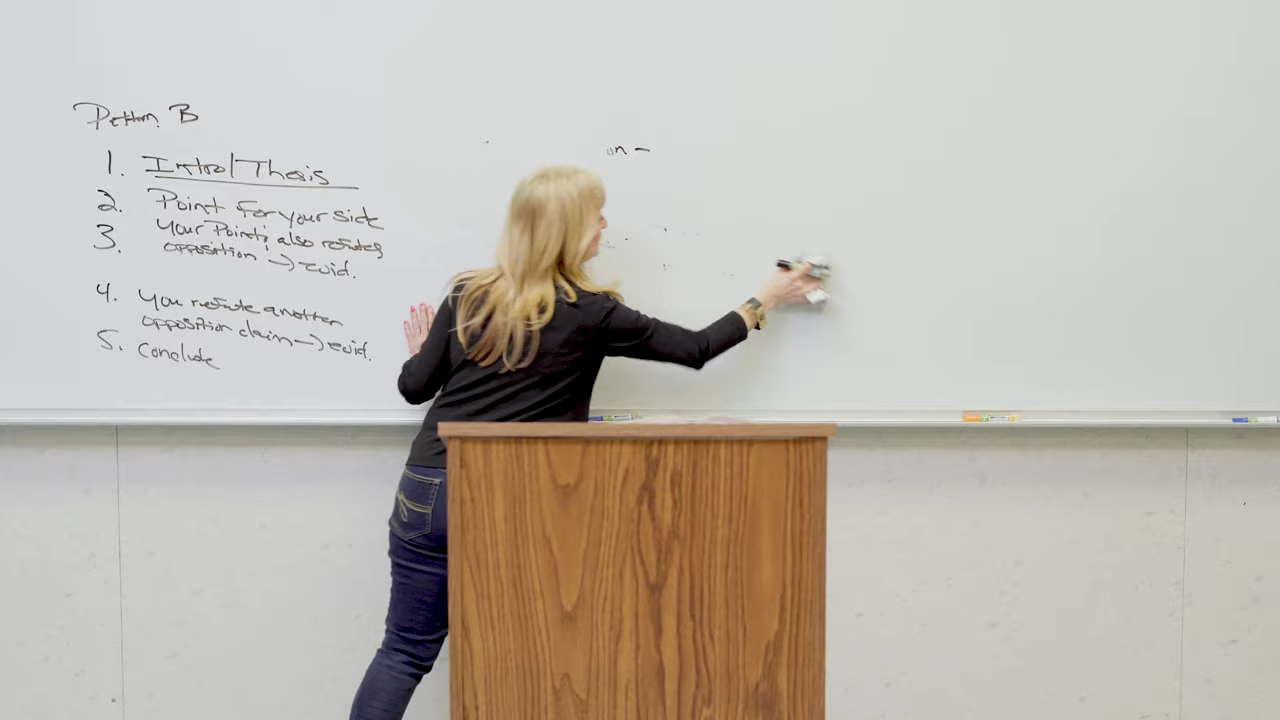 Pattern B
1. Intro/Thesis
2. Point for your side
3. Your Point also refutes
opposition → evid.
4. You refute another
opposition claim → evid.
5. Conclude
on -